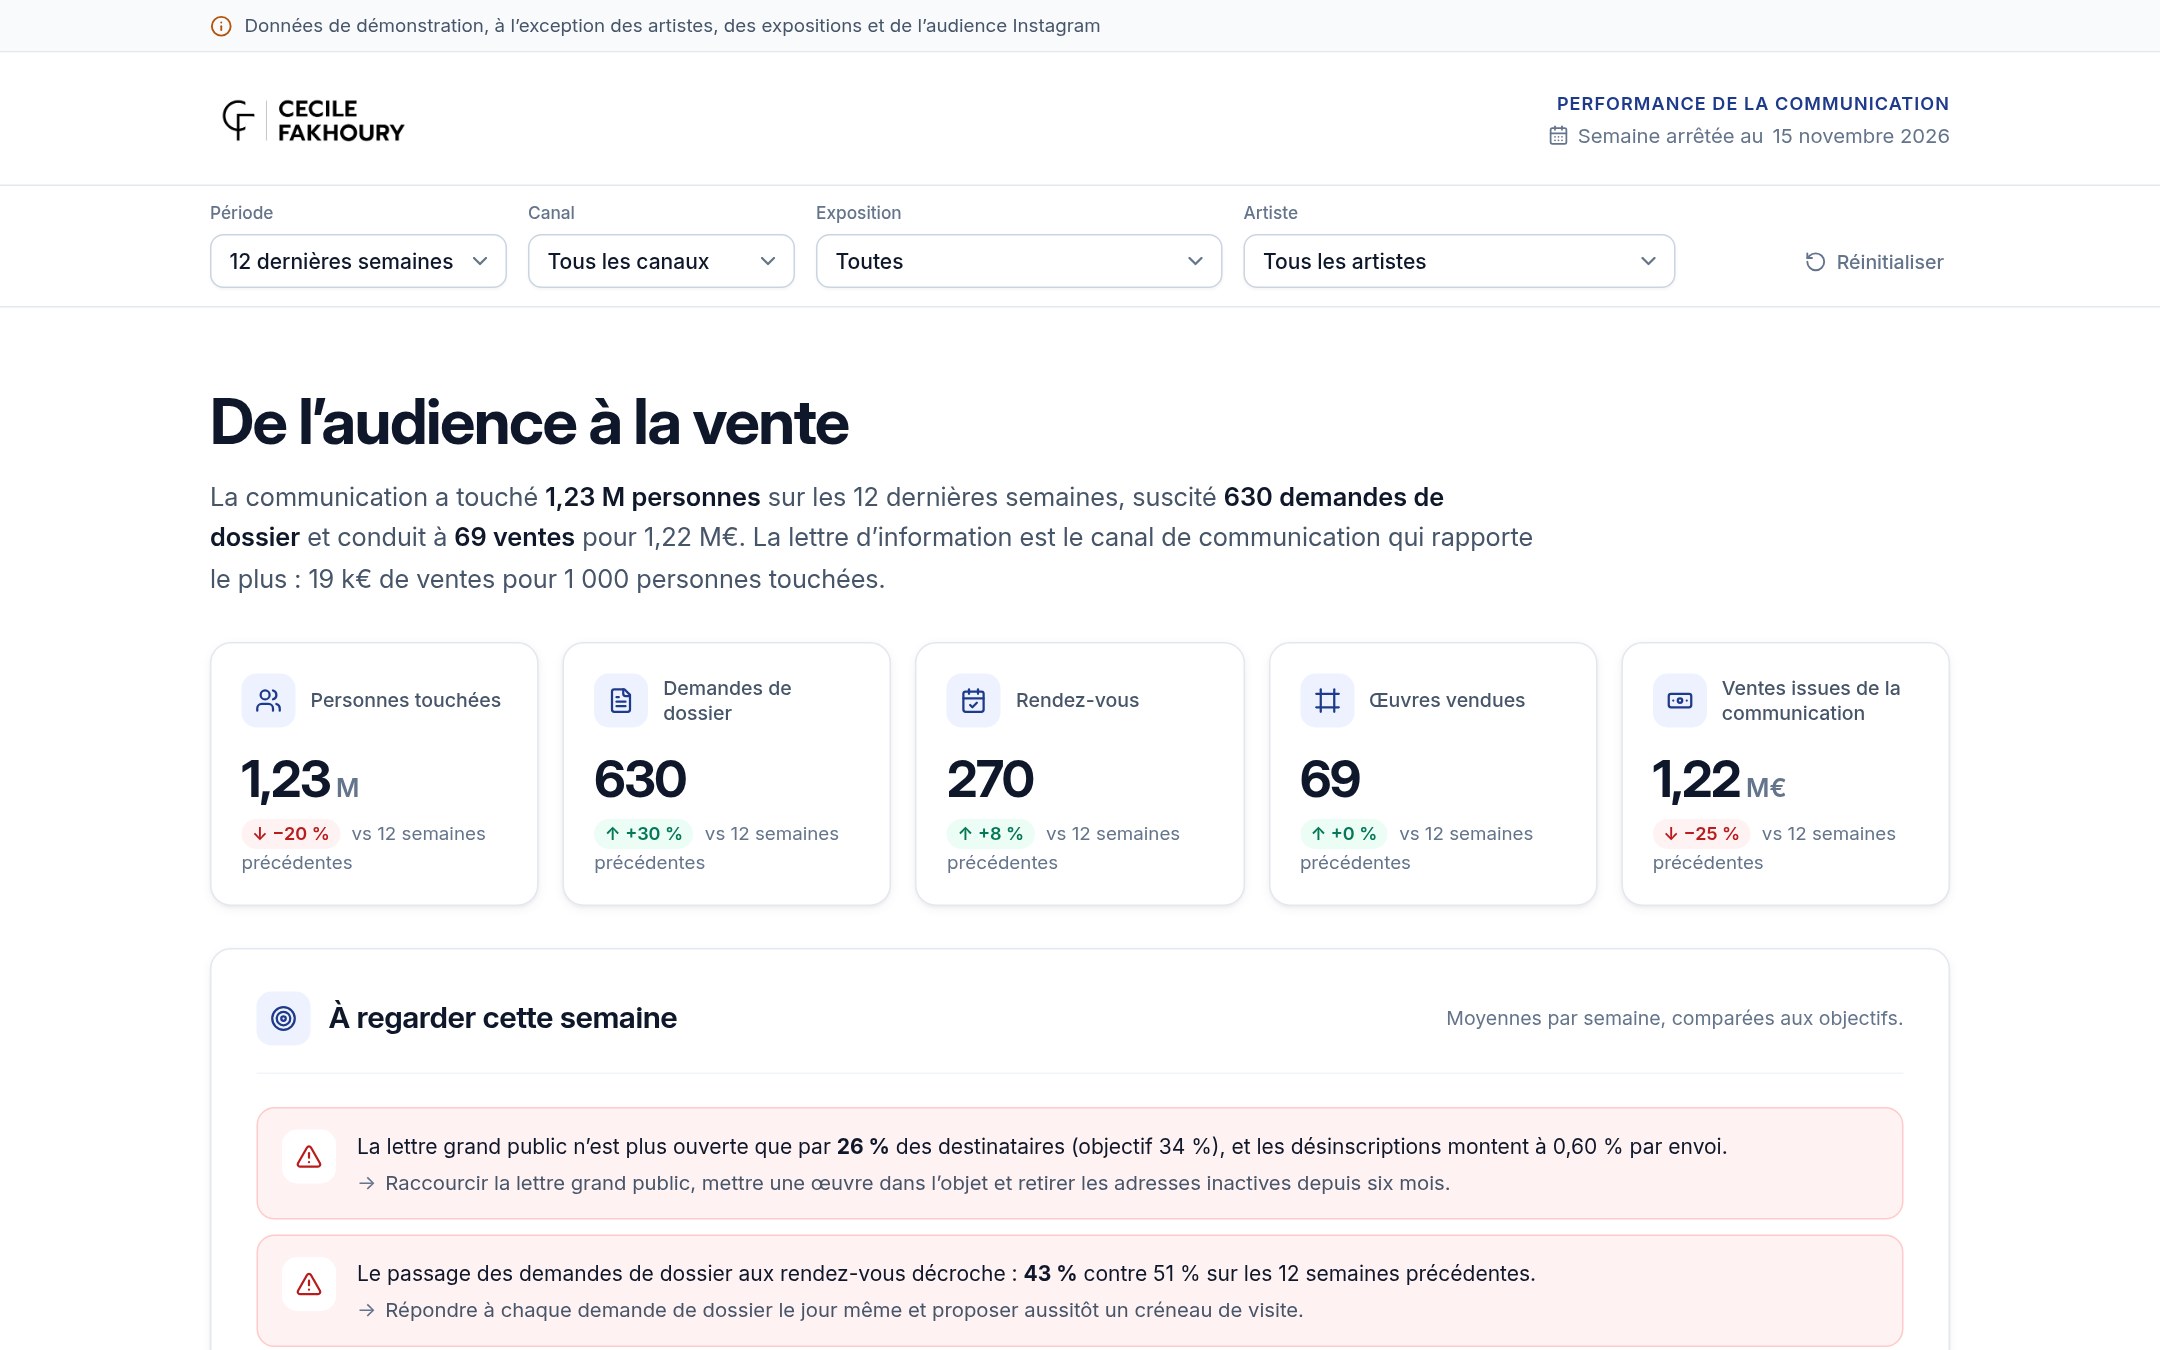 Données de démonstration, à l’exception des artistes, des expositions et de l’audience Instagram
CECILE
FAKHOURY
PERFORMANCE DE LA COMMUNICATION
Semaine arrêtée au 15 novembre 2026
Période
Canal
Exposition
Artiste
12 dernières semaines
Tous les canaux
Toutes
Tous les artistes
Réinitialiser
De l’audience à la vente
La communication a touché 1,23 M personnes sur les 12 dernières semaines, suscité 630 demandes de
dossier et conduit à 69 ventes pour 1,22 M€. La lettre d’information est le canal de communication qui rapporte
le plus : 19 k€ de ventes pour 1 000 personnes touchées.
Personnes touchées
1,23 M
↓ −20 % vs 12 semaines
précédentes
Demandes de
dossier
630
↑ +30 % vs 12 semaines
précédentes
Rendez-vous
270
↑ +8 % vs 12 semaines
précédentes
Œuvres vendues
69
↑ +0 % vs 12 semaines
précédentes
Ventes issues de la
communication
1,22 M€
↓ −25 % vs 12 semaines
précédentes
À regarder cette semaine
Moyennes par semaine, comparées aux objectifs.
La lettre grand public n’est plus ouverte que par 26 % des destinataires (objectif 34 %), et les désinscriptions montent à 0,60 % par envoi.
→ Raccourcir la lettre grand public, mettre une œuvre dans l’objet et retirer les adresses inactives depuis six mois.
Le passage des demandes de dossier aux rendez-vous décroche : 43 % contre 51 % sur les 12 semaines précédentes.
→ Répondre à chaque demande de dossier le jour même et proposer aussitôt un créneau de visite.